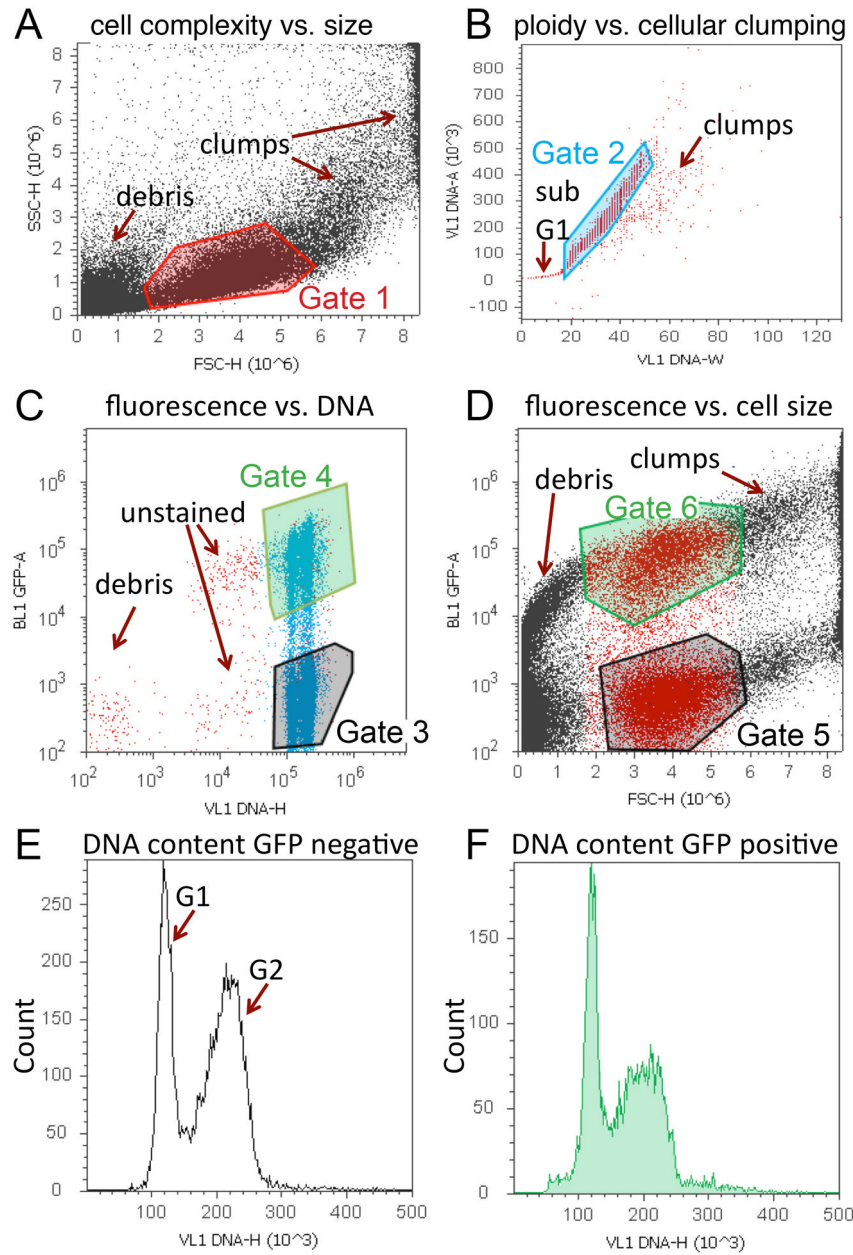 A cell complexity vs. size
8
7
6
5
4
3
2
1
0
SSC-H (10^6)
debris
clumps
Gate 1
0 2 3 4 5 6 8
FSC-H (10^6)
B ploidy vs. cellular clumping
800
700
600
500
400
300
200
100
0
-100
VL1 DNA-A (10^3)
Gate 2
clumps
sub
G1
0 20 40 60 80 100 120
VL1 DNA-W
C fluorescence vs. DNA
10^6
10^5
10^4
10^3
10^2
BL1 GFP-A
Gate 4
unstained
debris
Gate 3
10^2 10^3 10^4 10^5 10^6
VL1 DNA-H
D fluorescence vs. cell size
10^6
10^5
10^4
10^3
10^2
BL1 GFP-A
clumps
debris
Gate 6
Gate 5
0 1 2 3 4 5 6 8
FSC-H (10^6)
E DNA content GFP negative
250
200
150
100
50
0
Count
G1
G2
100 200 300 400 500
VL1 DNA-H (10^3)
F DNA content GFP positive
150
100
50
0
Count
100 200 300 400 500
VL1 DNA-H (10^3)